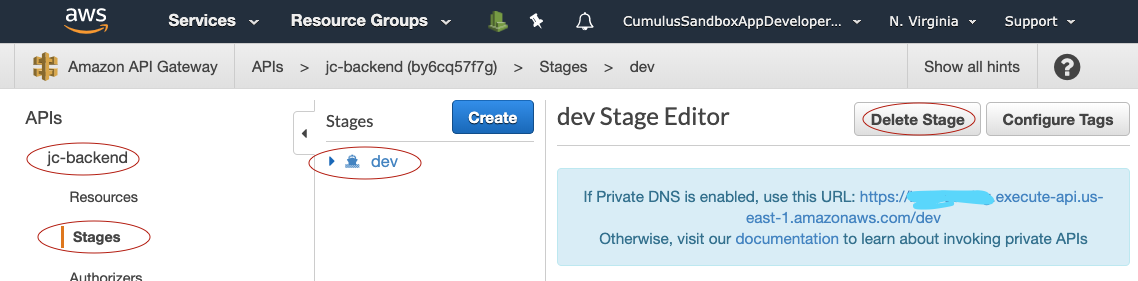 aws Services Resource Groups CumulusSandboxAppDeveloper... N. Virginia Support
Amazon API Gateway APIs > jc-backend (by6cq57f7g) > Stages > dev Show all hints ?
APIs
jc-backend
Resources
Stages
Authorizers
Stages Create
dev
dev Stage Editor Delete Stage Configure Tags
If Private DNS is enabled, use this URL: https:// .execute-api.us-
east-1.amazonaws.com/dev
Otherwise, visit our documentation to learn about invoking private APIs